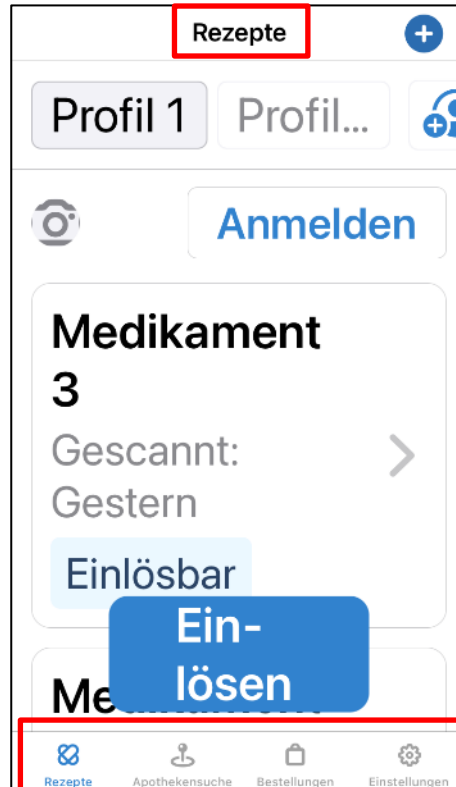 Rezepte
Profil 1 Profil...
Anmelden
Medikament
3
Gescannt:
Gestern
Einlösbar
Ein-
lösen
Rezepte Apothekensuche Bestellungen Einstellungen